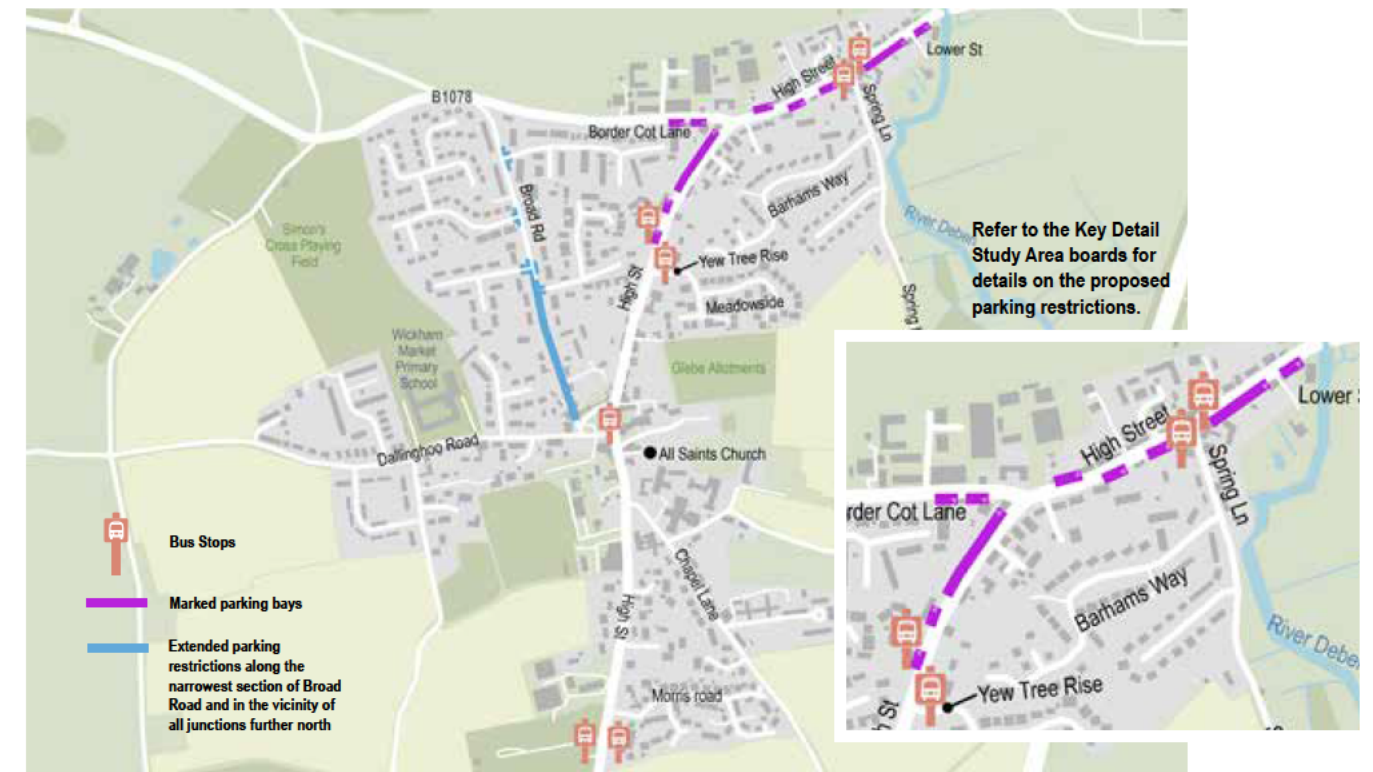 Lower St
High Street
B1078
Spring Ln
Border Cot Lane
Barhams Way
Broad Rd
River Deben
Simon's
Cross Playing
Field
Refer to the Key Detail
Study Area boards for
details on the proposed
parking restrictions.
Yew Tree Rise
High St
Meadowside
Spring
Wickham
Market
Primary
School
Glebe Allotments
Dallinghoo Road
All Saints Church
Chapel Lane
High St
Morris road
Bus Stops
Marked parking bays
Extended parking
restrictions along the
narrowest section of Broad
Road and in the vicinity of
all junctions further north
Lower
High Street
Spring Ln
rder Cot Lane
Barhams Way
River Debe
Yew Tree Rise
h St